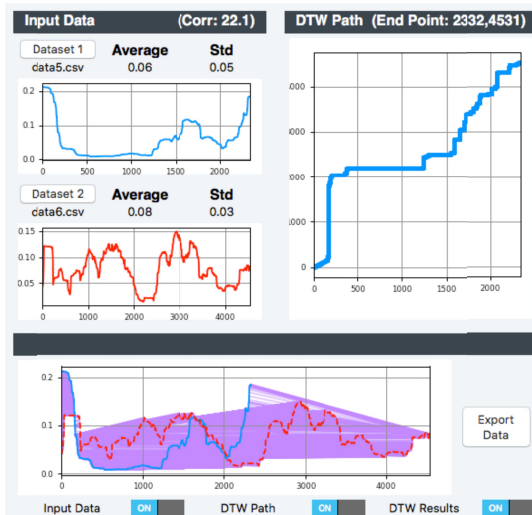 Input Data (Corr: 22.1)
Dataset 1 Average Std
data5.csv 0.06 0.05
0.2
0.1
0.0
0 500 1000 1500 2000
Dataset 2 Average Std
data6.csv 0.08 0.03
0.15
0.10
0.05
0 1000 2000 3000 4000
DTW Path (End Point: 2332,4531)
000
000
000
000
0
0 500 1000 1500 2000
0.2
0.1
0.0
0 1000 2000 3000 4000
Export
Data
Input Data ON DTW Path ON DTW Results ON